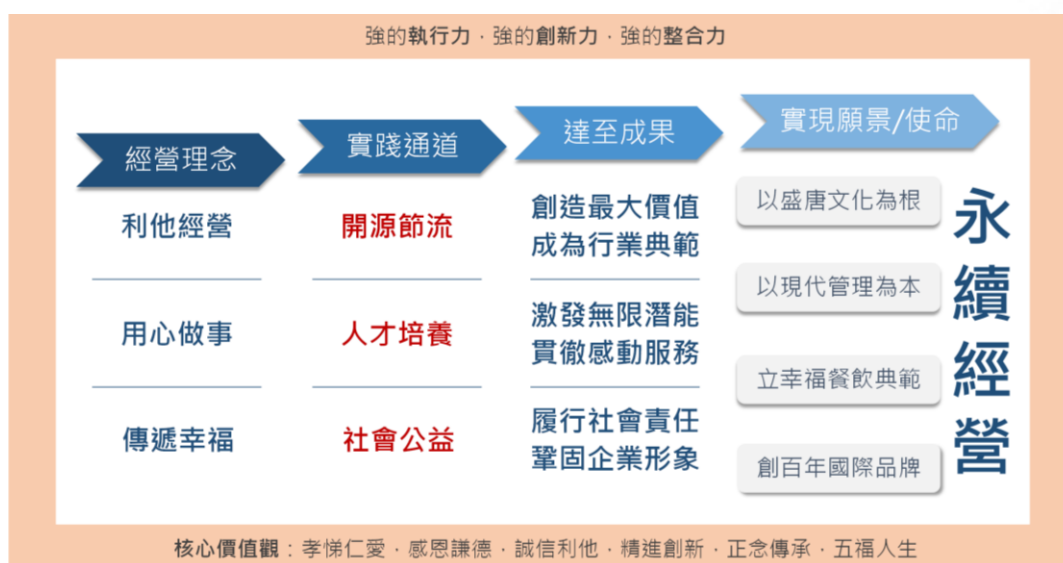 強的執行力．強的創新力．強的整合力
經營理念
實踐通道
達至成果
實現願景/使命
利他經營
開源節流
創造最大價值
成為行業典範
用心做事
人才培養
激發無限潛能
貫徹感動服務
傳遞幸福
社會公益
履行社會責任
鞏固企業形象
以盛唐文化為根
以現代管理為本
立幸福餐飲典範
創百年國際品牌
永續經營
核心價值觀：孝悌仁愛．感恩謙德．誠信利他．精進創新．正念傳承．五福人生